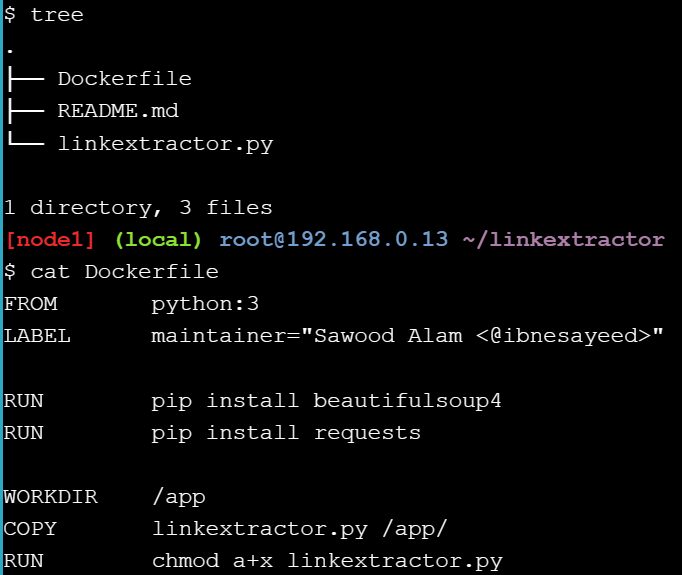 $ tree
.
├── Dockerfile
├── README.md
└── linkextractor.py
1 directory, 3 files
[node1] (local) root@192.168.0.13 ~/linkextractor
$ cat Dockerfile
FROM       python:3
LABEL      maintainer="Sawood Alam <@ibnesayeed>"
RUN        pip install beautifulsoup4
RUN        pip install requests
WORKDIR    /app
COPY       linkextractor.py /app/
RUN        chmod a+x linkextractor.py